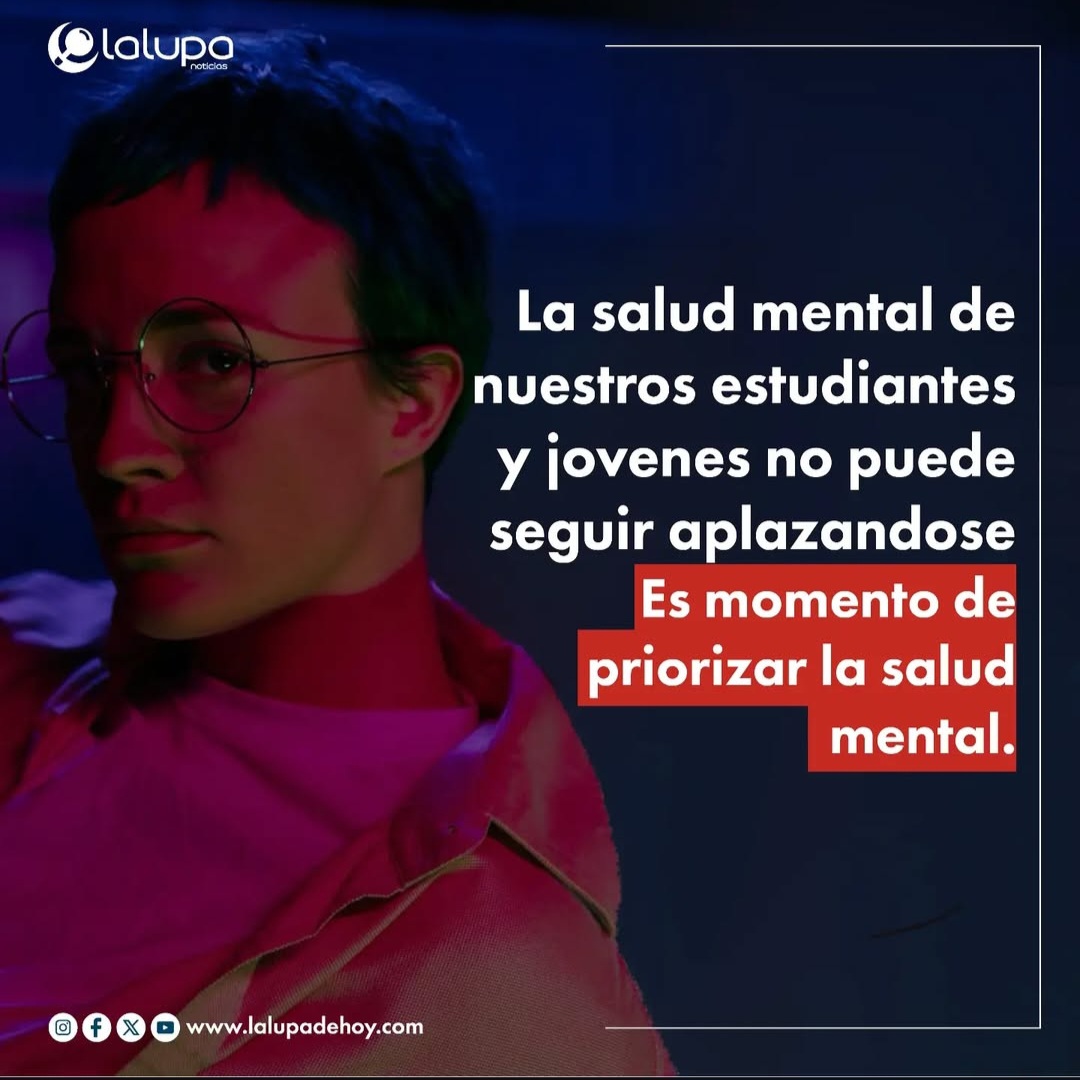 lalupa
noticias
La salud mental de
nuestros estudiantes
y jovenes no puede
seguir aplazandose
Es momento de
priorizar la salud
mental.
www.lalupadehoy.com